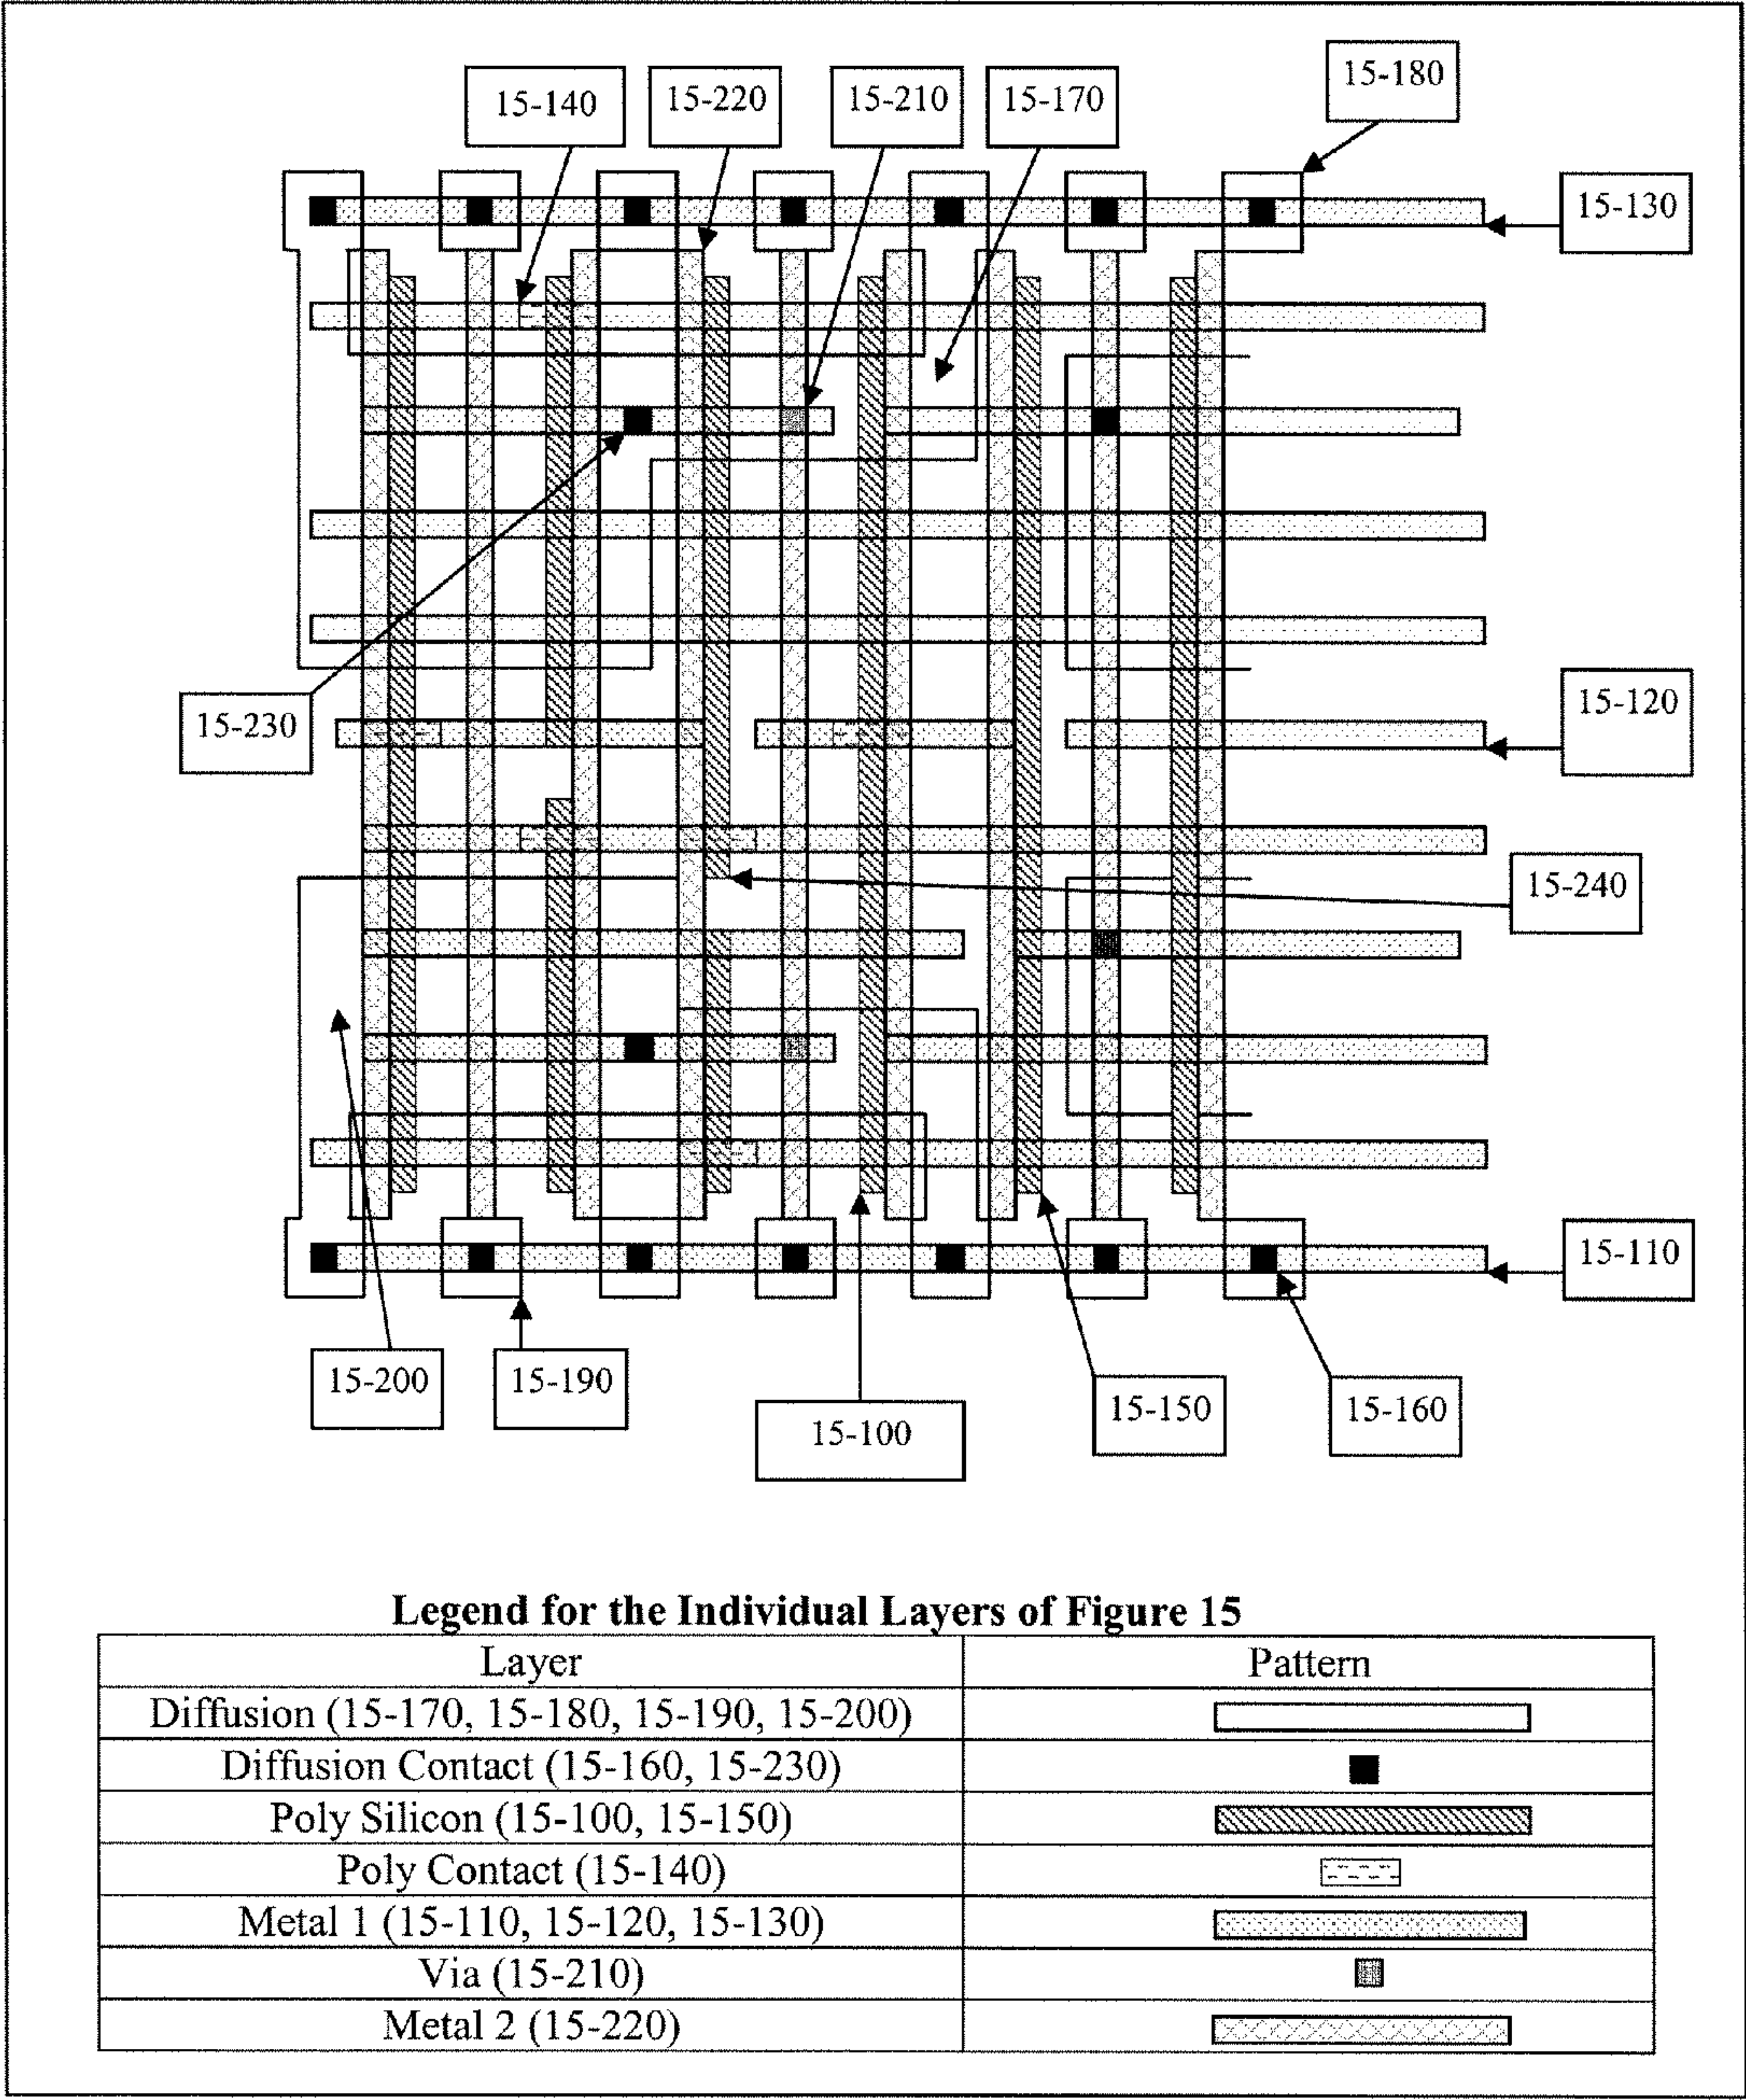 15-180
15-140
15-220
15-210
15-170
15-130
15-230
15-120
15-240
15-110
15-200
15-190
15-100
15-150
15-160
Legend for the Individual Layers of Figure 15
Layer Pattern
Diffusion (15-170, 15-180, 15-190, 15-200)
Diffusion Contact (15-160, 15-230)
Poly Silicon (15-100, 15-150)
Poly Contact (15-140)
Metal 1 (15-110, 15-120, 15-130)
Via (15-210)
Metal 2 (15-220)